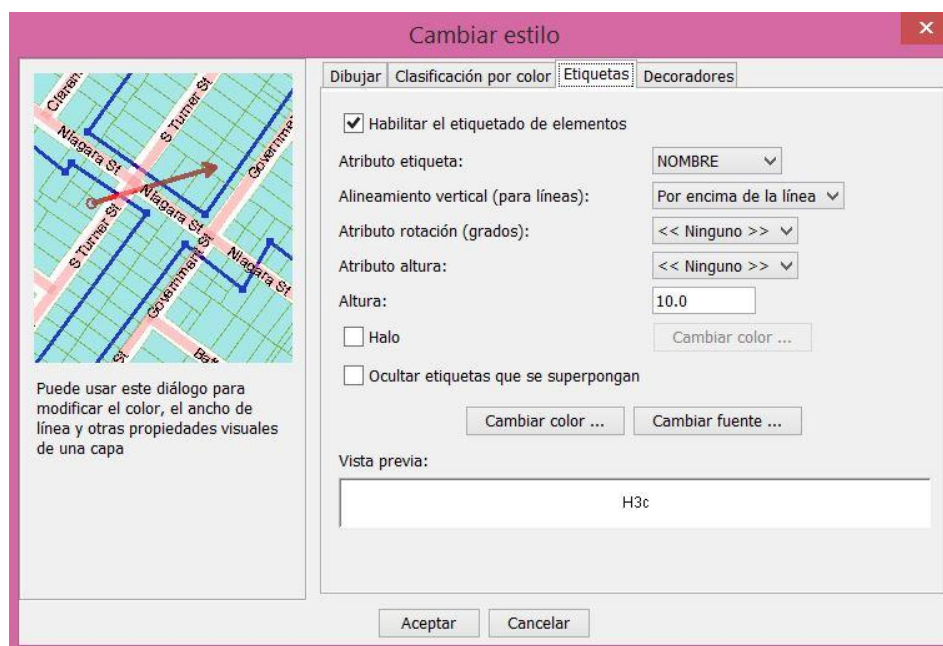 Cambiar estilo
Dibujar Clasificación por color Etiquetas Decoradores
Habilitar el etiquetado de elementos
Atributo etiqueta: NOMBRE
Alineamiento vertical (para líneas): Por encima de la línea
Atributo rotación (grados): << Ninguno >>
Atributo altura: << Ninguno >>
Altura: 10.0
Halo Cambiar color ...
Ocultar etiquetas que se superpongan
Cambiar color ... Cambiar fuente ...
Vista previa:
H3c
S Turner St
Niagara St
Niagara St
S Turner St
Niagara St
Government St
Puede usar este diálogo para
modificar el color, el ancho de
línea y otras propiedades visuales
de una capa
Aceptar Cancelar